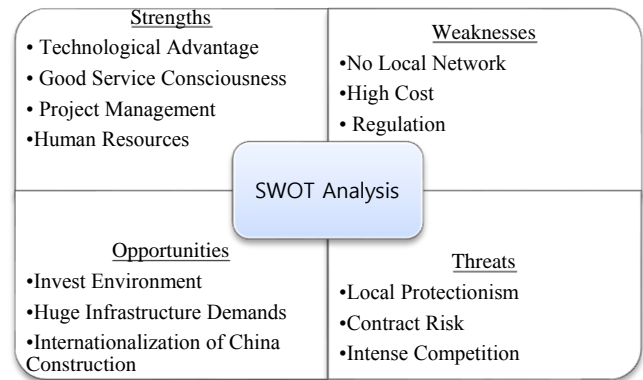 Strengths
• Technological Advantage
• Good Service Consciousness
• Project Management
•Human Resources
Weaknesses
•No Local Network
•High Cost
• Regulation
SWOT Analysis
Opportunities
•Invest Environment
•Huge Infrastructure Demands
•Internationalization of China
Construction
Threats
•Local Protectionism
•Contract Risk
•Intense Competition